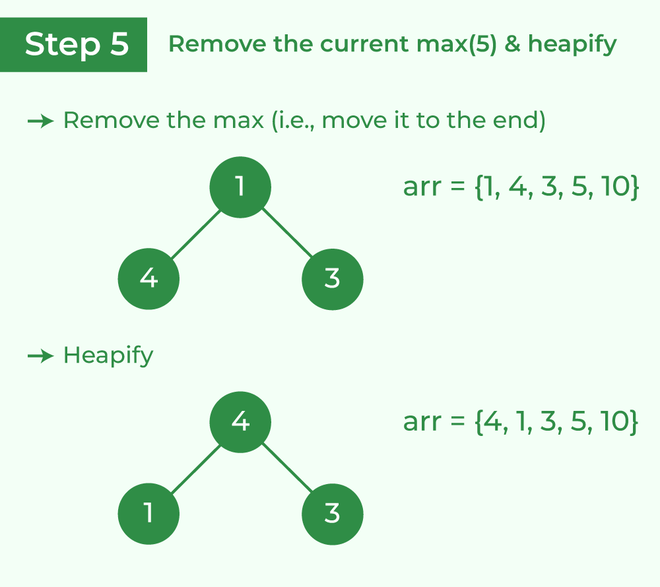 Step 5
Remove the current max(5) & heapify
→ Remove the max (i.e., move it to the end)
1
arr = {1, 4, 3, 5, 10}
4
3
→ Heapify
4
arr = {4, 1, 3, 5, 10}
1
3